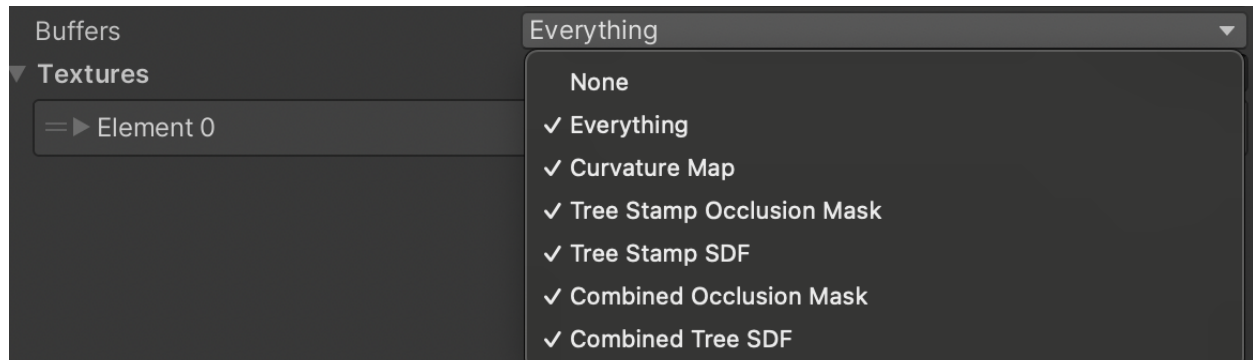 Buffers
Everything
Textures
Element 0
None
✓ Everything
✓ Curvature Map
✓ Tree Stamp Occlusion Mask
✓ Tree Stamp SDF
✓ Combined Occlusion Mask
✓ Combined Tree SDF